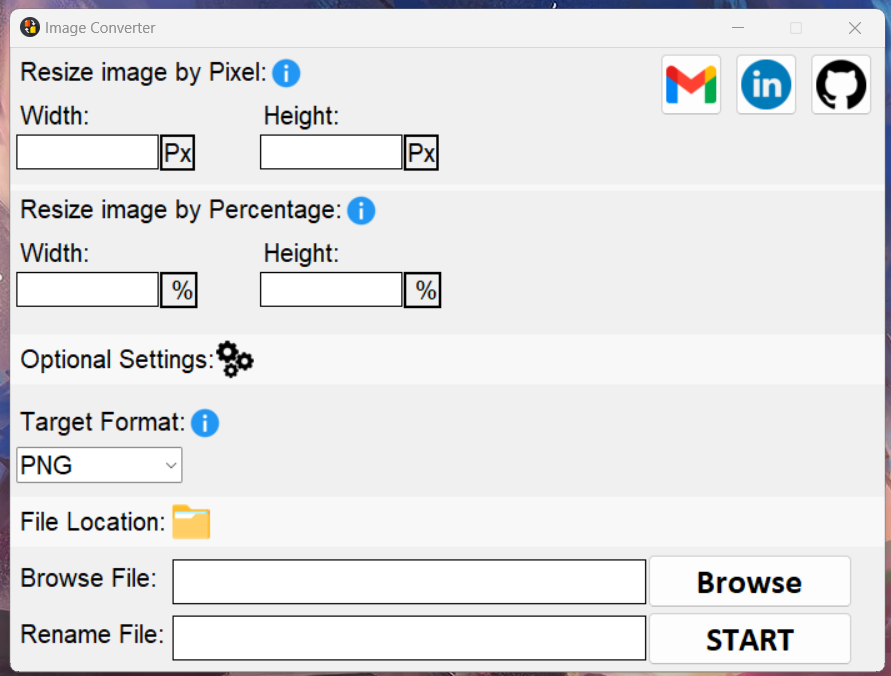 Image Converter
Resize image by Pixel: i
in
Width: Height:
Px Px
Resize image by Percentage: i
Width: Height:
% %
Optional Settings:
Target Format: i
PNG
File Location:
Browse File: Browse
Rename File: START